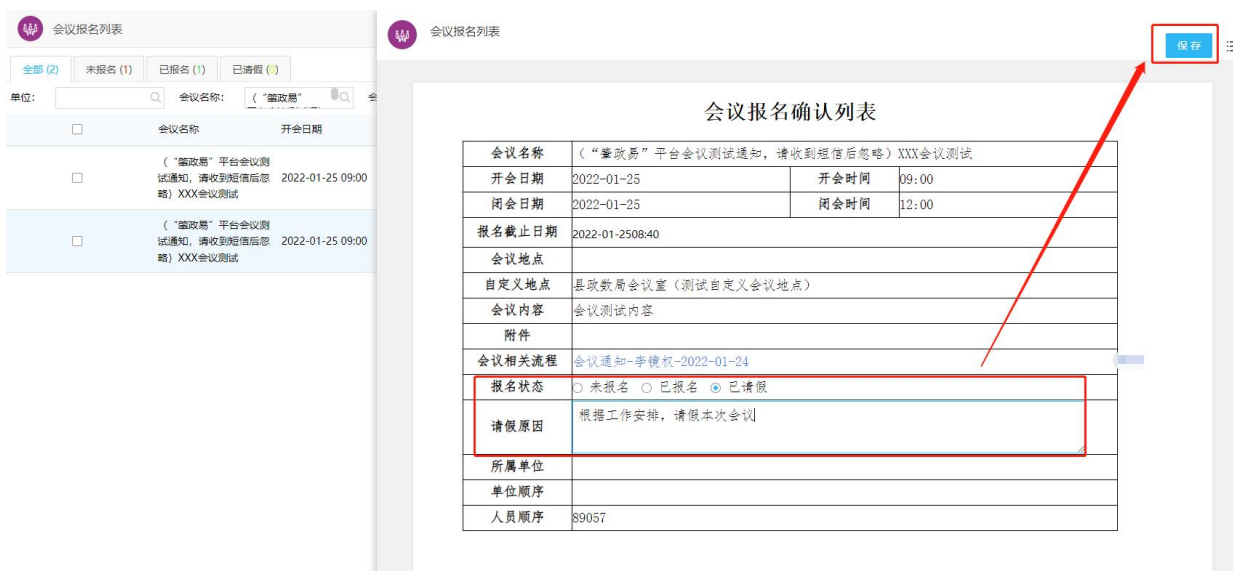 会议报名列表
全部 (2) 未报名 (1) 已报名 (1) 已请假 (0)
单位: 会议名称: (“肇政易”
会议名称 开会日期
(“肇政易”平台会议测
试通知，请收到短信后忽 2022-01-25 09:00
略) XXX会议测试
(“肇政易”平台会议测
试通知，请收到短信后忽 2022-01-25 09:00
略) XXX会议测试
会议报名列表
保存
会议报名确认列表
会议名称 (“肇政易”平台会议测试通知，请收到短信后忽略) XXX会议测试
开会日期 2022-01-25 开会时间 09:00
闭会日期 2022-01-25 闭会时间 12:00
报名截止日期 2022-01-2508:40
会议地点
自定义地点 县政数局会议室（测试自定义会议地点）
会议内容 会议测试内容
附件
会议相关流程 会议通知-李镜权-2022-01-24
报名状态 未报名 已报名 已请假
请假原因 根据工作安排，请假本次会议
所属单位
单位顺序
人员顺序 89057